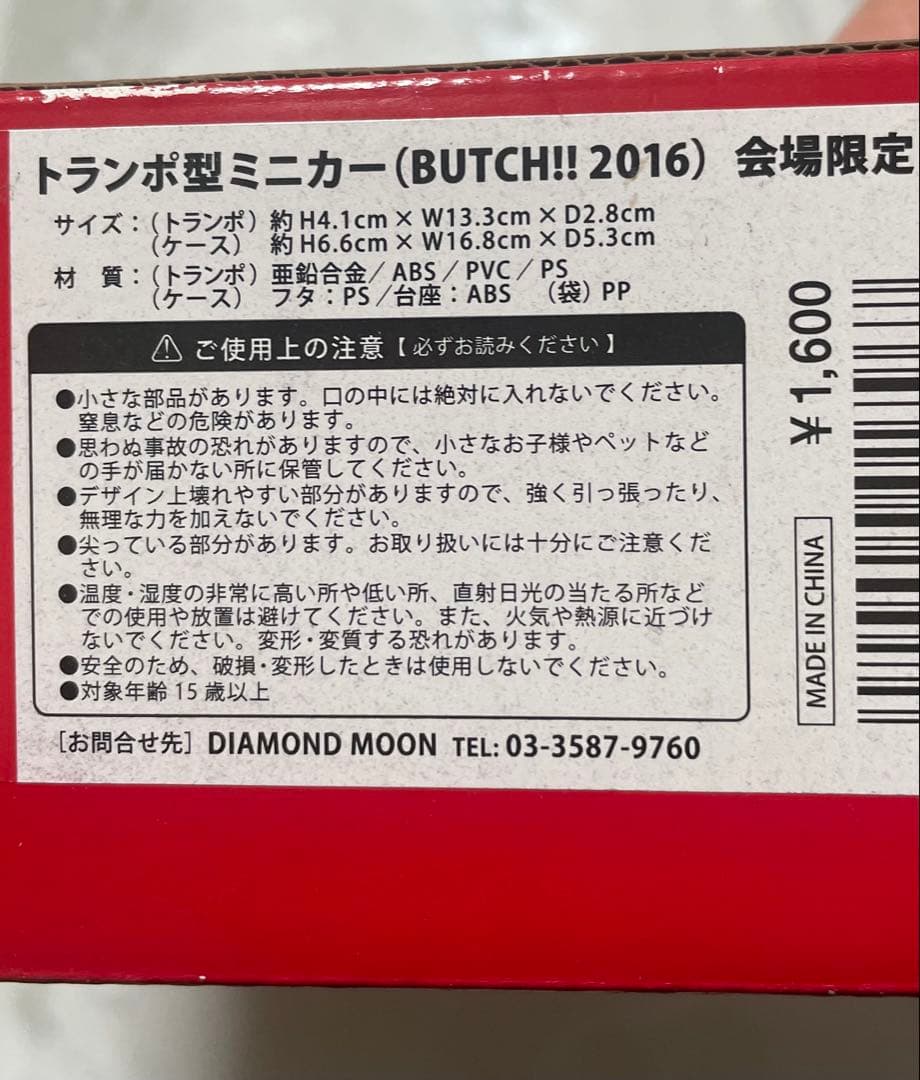 トランポ型ミニカー（BUTCH!! 2016） 会場限定
サイズ：（トランポ）約 H4.1cm × W13.3cm × D2.8cm
（ケース） 約 H6.6cm × W16.8cm × D5.3cm
材 質：（トランポ）亜鉛合金／ABS／PVC／PS
（ケース） フタ：PS／台座：ABS （袋）PP
⚠ ご使用上の注意【 必ずお読みください 】
●小さな部品があります。口の中には絶対に入れないでください。
窒息などの危険があります。
●思わぬ事故の恐れがありますので、小さなお子様やペットなど
の手が届かない所に保管してください。
●デザイン上壊れやすい部分がありますので、強く引っ張ったり、
無理な力を加えないでください。
●尖っている部分があります。お取り扱いには十分にご注意くだ
さい。
●温度・湿度の非常に高い所や低い所、直射日光の当たる所など
での使用や放置は避けてください。また、火気や熱源に近づけ
ないでください。変形・変質する恐れがあります。
●安全のため、破損・変形したときは使用しないでください。
●対象年齢 15 歳以上
［お問合せ先］ DIAMOND MOON TEL: 03-3587-9760
¥ 1,600
MADE IN CHINA